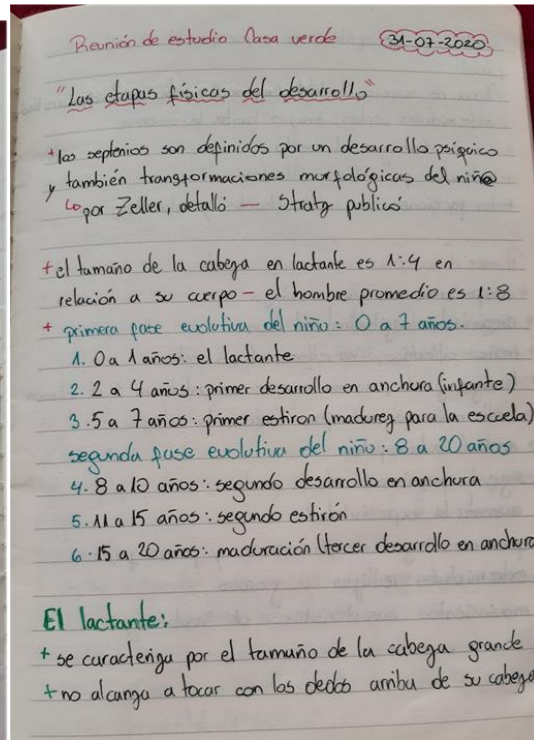 Reunión de estudio Casa verde 31-07-2020
"Las etapas físicas del desarrollo"
+ los septenios son definidos por un desarrollo psíquico
y también transformaciones morfológicas del niñ@
↳ por Zeller, detalló — Stratz publicó
+ el tamaño de la cabeza en lactante es 1:4 en
relación a su cuerpo - el hombre promedio es 1:8
+ primera fase evolutiva del niño: 0 a 7 años.
1. 0 a 1 años: el lactante
2. 2 a 4 años: primer desarrollo en anchura (infante)
3. 5 a 7 años: primer estiron (madurez para la escuela)
segunda fase evolutiva del niño: 8 a 20 años
4. 8 a 10 años: segundo desarrollo en anchura
5. 11 a 15 años: segundo estirón
6. 15 a 20 años: maduración (tercer desarrollo en anchura
El lactante:
+ se caracteriza por el tamaño de la cabeza grande
+ no alcanza a tocar con los dedos arriba de su cabeza